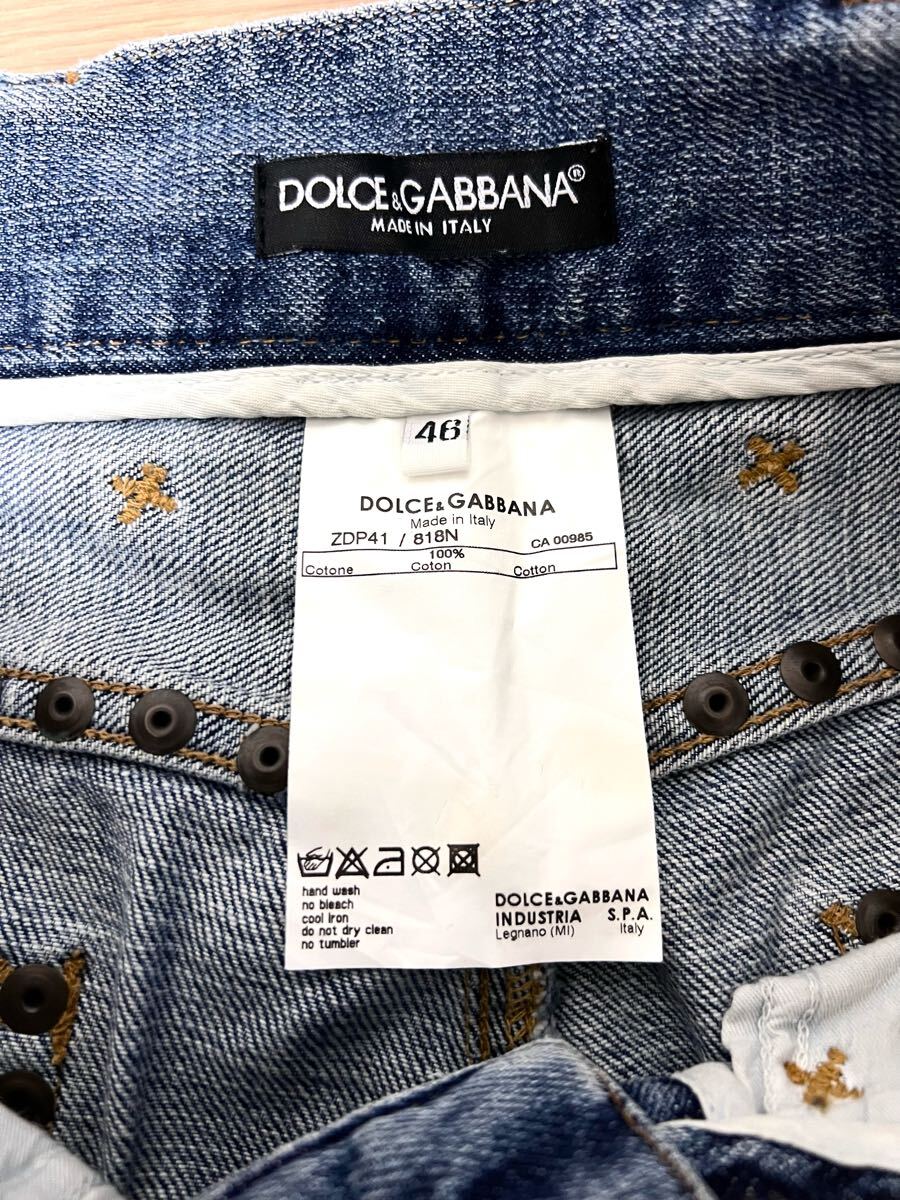 DOLCE&GABBANA®
MADE IN ITALY
46
DOLCE&GABBANA
Made in Italy
ZDP41 / 818N CA 00985
100%
Cotone Coton Cotton
hand wash
no bleach
cool iron
do not dry clean
no tumbler
DOLCE&GABBANA
INDUSTRIA S.P.A.
Legnano (MI) Italy